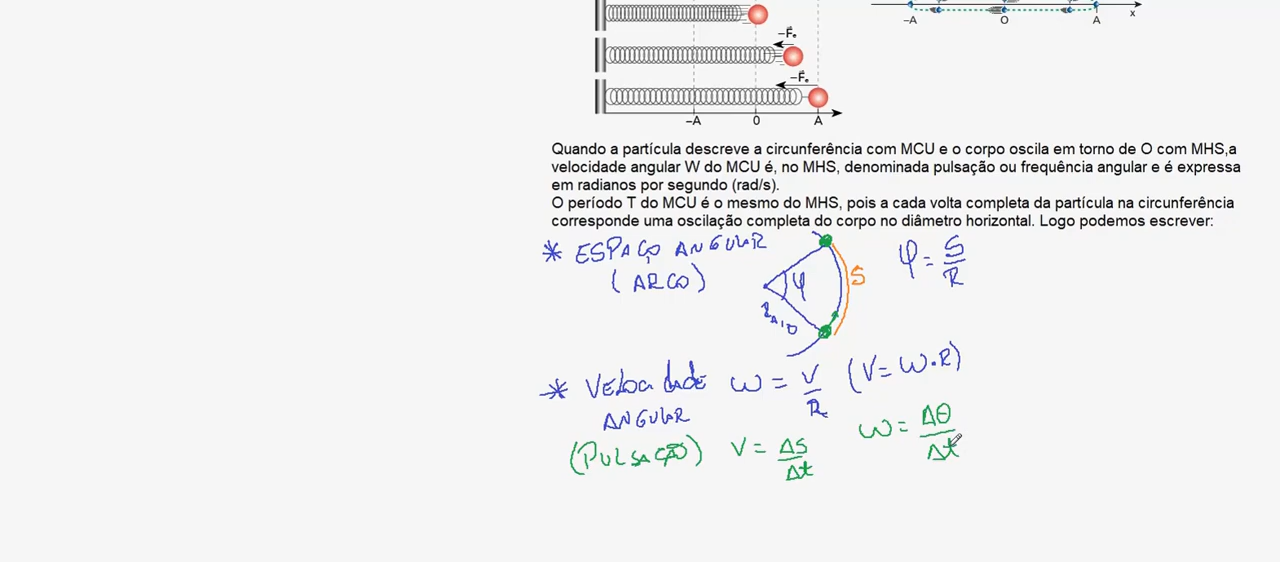 -A O A x
-Fₑ
-Fₑ
-A 0 A
Quando a partícula descreve a circunferência com MCU e o corpo oscila em torno de O com MHS,a
velocidade angular W do MCU é, no MHS, denominada pulsação ou frequência angular e é expressa
em radianos por segundo (rad/s).
O período T do MCU é o mesmo do MHS, pois a cada volta completa da partícula na circunferência
corresponde uma oscilação completa do corpo no diâmetro horizontal. Logo podemos escrever:
* ESPAÇO ANGULAR
(ARCO)
φ
S
RAIO
φ = S/R
* VELOCIDADE ω = V/R (V = ω.R)
ANGULAR
(PULSAÇÃO) V = ΔS/Δt
ω = Δθ/Δt